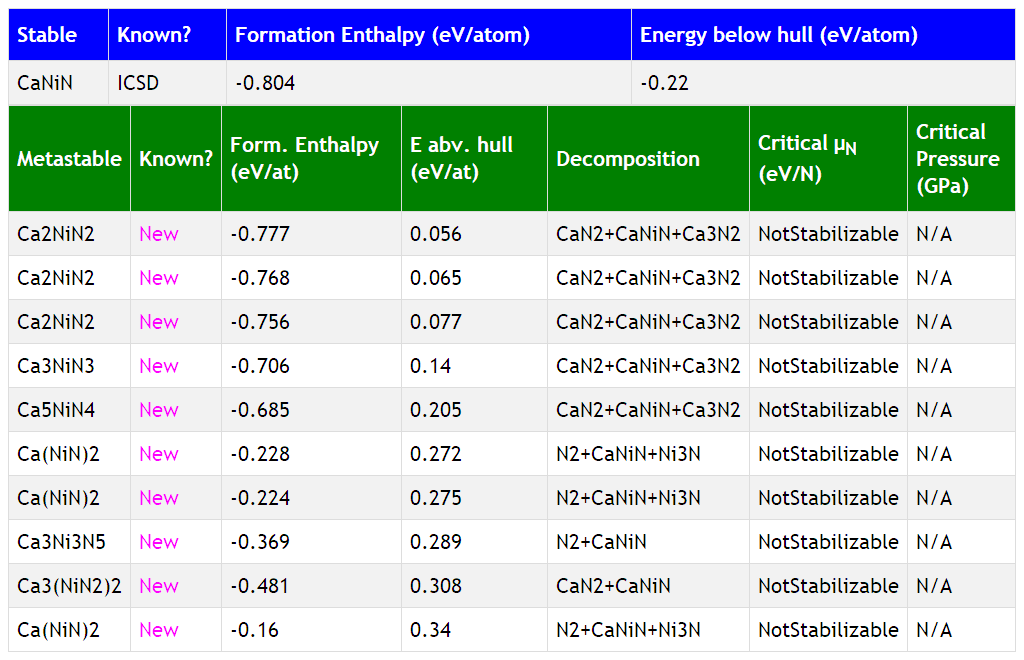 Stable Known? Formation Enthalpy (eV/atom) Energy below hull (eV/atom)
CaNiN ICSD -0.804 -0.22
Metastable Known? Form. Enthalpy (eV/at) E abv. hull (eV/at) Decomposition Critical μN (eV/N) Critical Pressure (GPa)
Ca2NiN2 New -0.777 0.056 CaN2+CaNiN+Ca3N2 NotStabilizable N/A
Ca2NiN2 New -0.768 0.065 CaN2+CaNiN+Ca3N2 NotStabilizable N/A
Ca2NiN2 New -0.756 0.077 CaN2+CaNiN+Ca3N2 NotStabilizable N/A
Ca3NiN3 New -0.706 0.14 CaN2+CaNiN+Ca3N2 NotStabilizable N/A
Ca5NiN4 New -0.685 0.205 CaN2+CaNiN+Ca3N2 NotStabilizable N/A
Ca(NiN)2 New -0.228 0.272 N2+CaNiN+Ni3N NotStabilizable N/A
Ca(NiN)2 New -0.224 0.275 N2+CaNiN+Ni3N NotStabilizable N/A
Ca3Ni3N5 New -0.369 0.289 N2+CaNiN NotStabilizable N/A
Ca3(NiN2)2 New -0.481 0.308 CaN2+CaNiN NotStabilizable N/A
Ca(NiN)2 New -0.16 0.34 N2+CaNiN+Ni3N NotStabilizable N/A